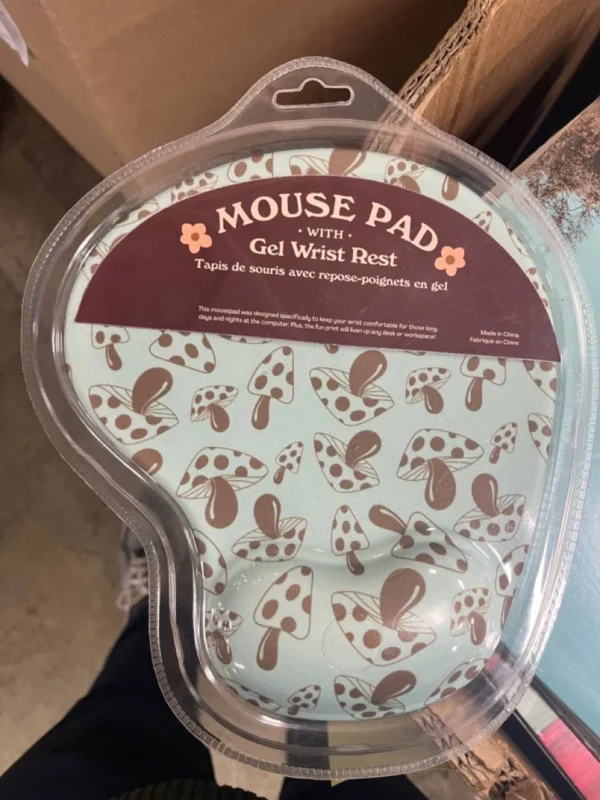 MOUSE PAD
• WITH •
Gel Wrist Rest
Tapis de souris avec repose-poignets en gel
This mousepad was designed specifically to keep your wrist comfortable for those long
days and nights at the computer. Plus, the fun print will liven up any desk or workspace!
Made in China
Fabriqué en Chine